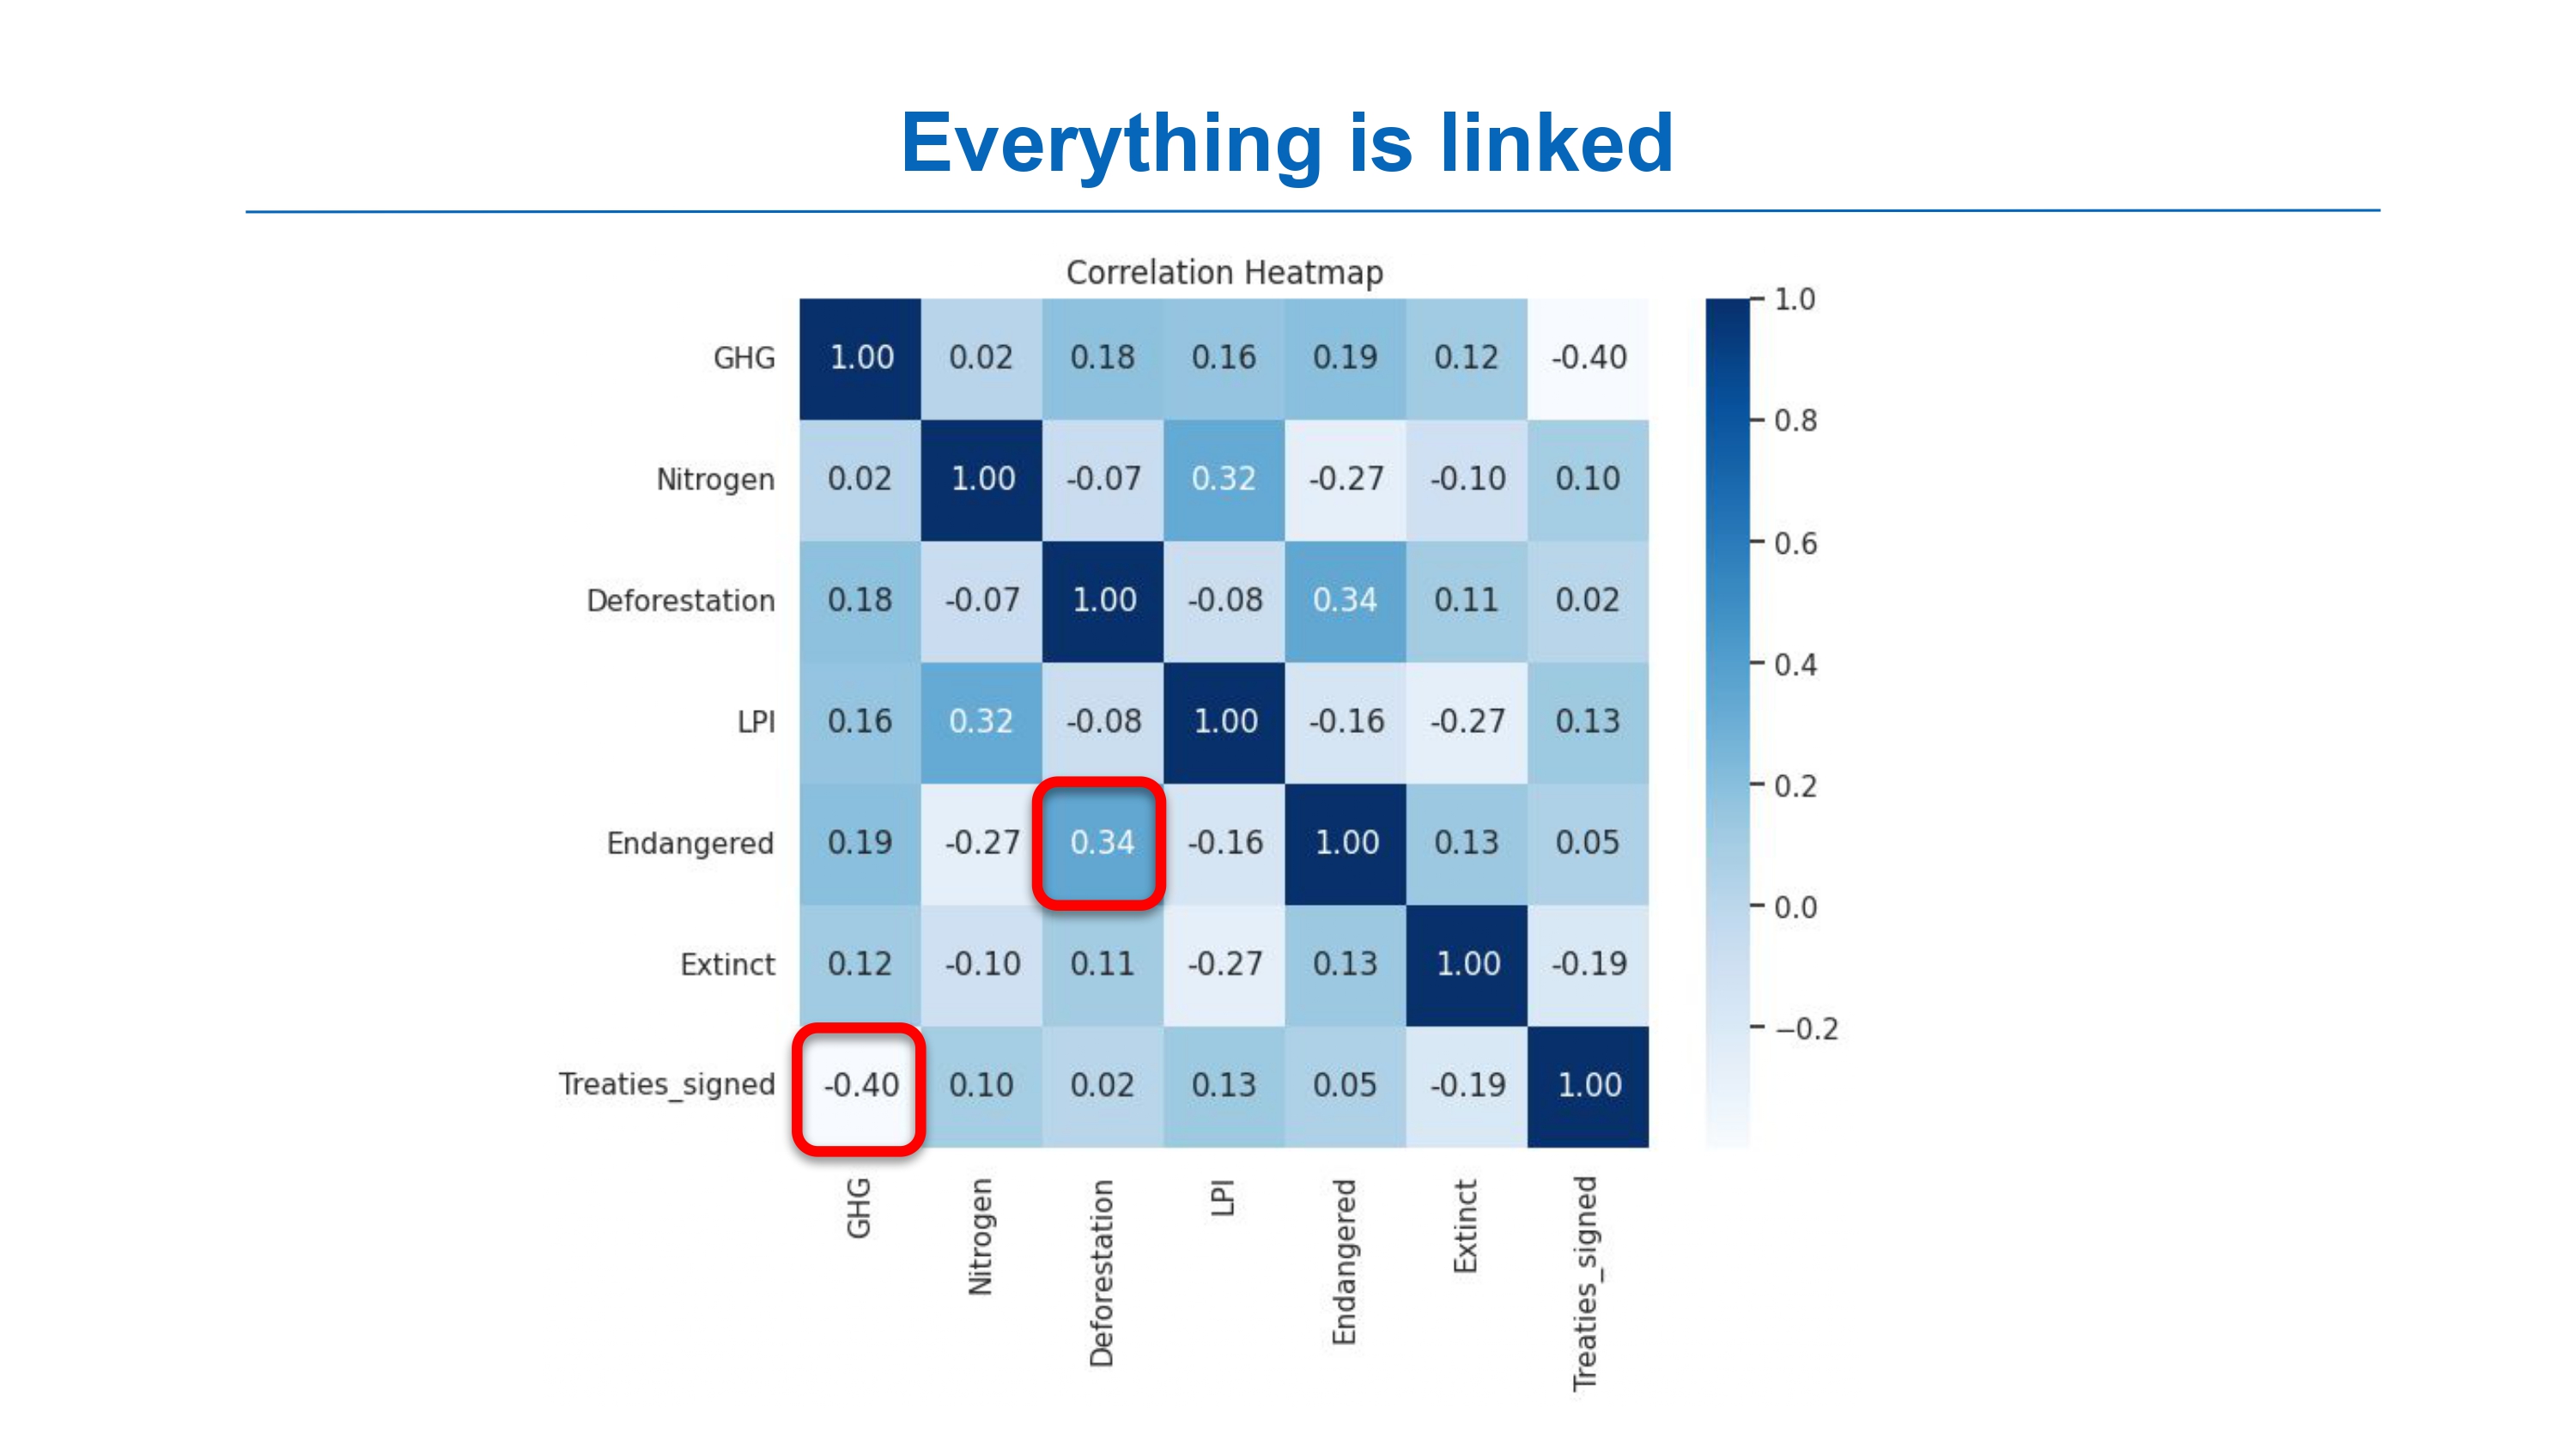 Everything is linked
Correlation Heatmap
GHG 1.00 0.02 0.18 0.16 0.19 0.12 -0.40
Nitrogen 0.02 1.00 -0.07 0.32 -0.27 -0.10 0.10
Deforestation 0.18 -0.07 1.00 -0.08 0.34 0.11 0.02
LPI 0.16 0.32 -0.08 1.00 -0.16 -0.27 0.13
Endangered 0.19 -0.27 0.34 -0.16 1.00 0.13 0.05
Extinct 0.12 -0.10 0.11 -0.27 0.13 1.00 -0.19
Treaties_signed -0.40 0.10 0.02 0.13 0.05 -0.19 1.00
GHG
Nitrogen
Deforestation
LPI
Endangered
Extinct
Treaties_signed
1.0
0.8
0.6
0.4
0.2
0.0
−0.2